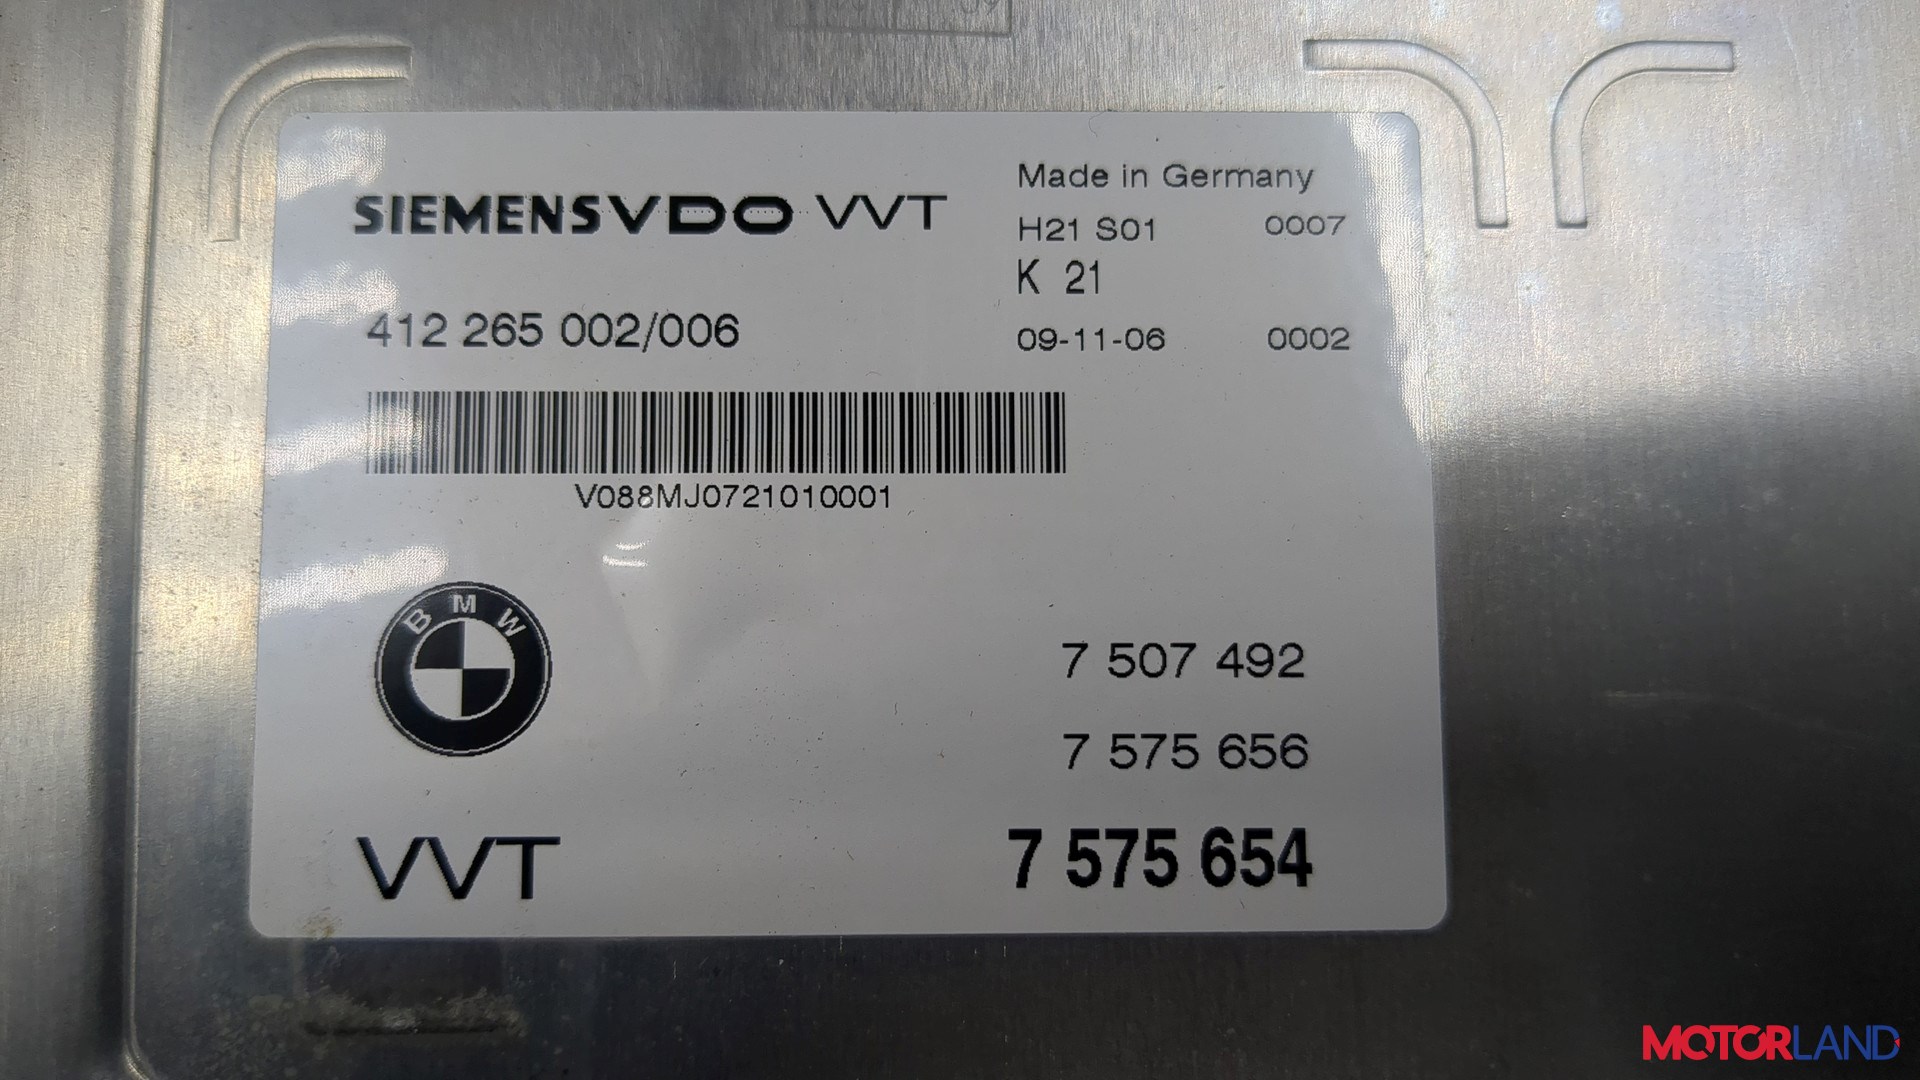 SIEMENSVDO VVT
Made in Germany
H21 S01 0007
K 21
412 265 002/006
09-11-06 0002
V088MJ0721010001
BMW
7 507 492
7 575 656
VVT
7 575 654
MOTORLAND